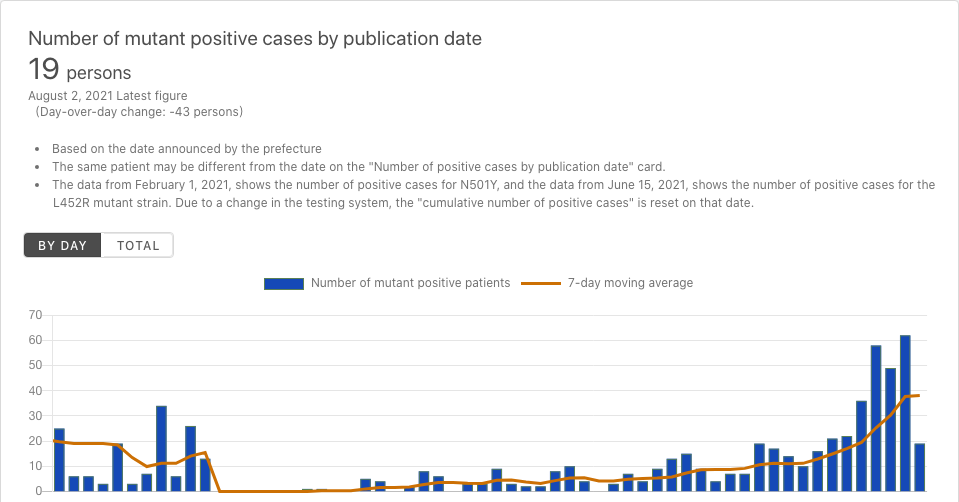 Number of mutant positive cases by publication date
19 persons
August 2, 2021 Latest figure
(Day-over-day change: -43 persons)
• Based on the date announced by the prefecture
• The same patient may be different from the date on the "Number of positive cases by publication date" card.
• The data from February 1, 2021, shows the number of positive cases for N501Y, and the data from June 15, 2021, shows the number of positive cases for the
L452R mutant strain. Due to a change in the testing system, the "cumulative number of positive cases" is reset on that date.
BY DAY TOTAL
Number of mutant positive patients 7-day moving average
70
60
50
40
30
20
10
0